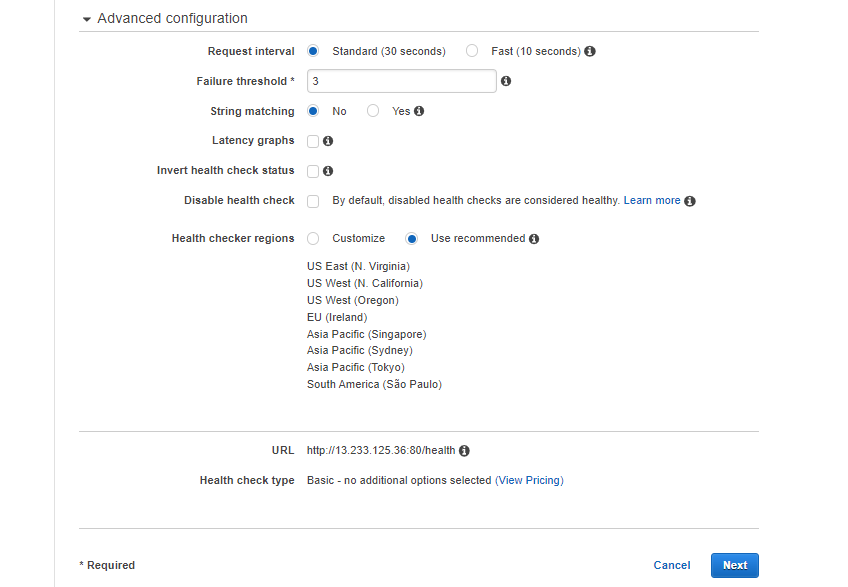 Advanced configuration
Request interval Standard (30 seconds) Fast (10 seconds)
Failure threshold * 3
String matching No Yes
Latency graphs
Invert health check status
Disable health check By default, disabled health checks are considered healthy. Learn more
Health checker regions Customize Use recommended
US East (N. Virginia)
US West (N. California)
US West (Oregon)
EU (Ireland)
Asia Pacific (Singapore)
Asia Pacific (Sydney)
Asia Pacific (Tokyo)
South America (São Paulo)
URL http://13.233.125.36:80/health
Health check type Basic - no additional options selected (View Pricing)
* Required Cancel Next